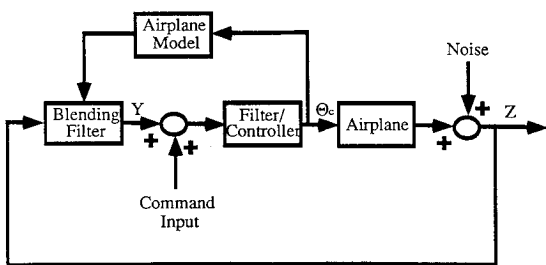 Airplane
Model
Noise
Blending
Filter
Y
Filter/
Controller
Θc
Airplane
Z
+
+
+
+
Command
Input